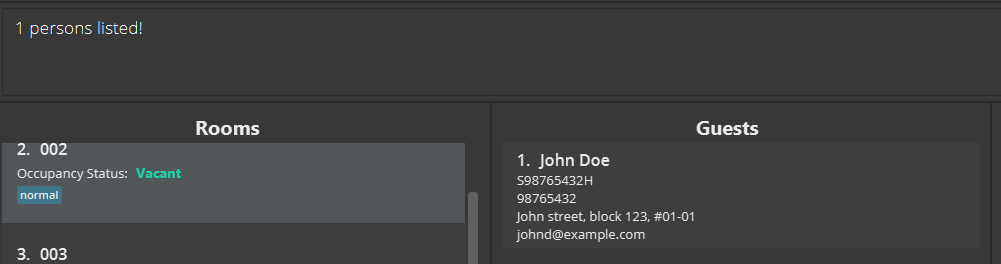 1 persons listed!
Rooms
2. 002
Occupancy Status: Vacant
normal
3. 003
Guests
1. John Doe
S98765432H
98765432
John street, block 123, #01-01
johnd@example.com